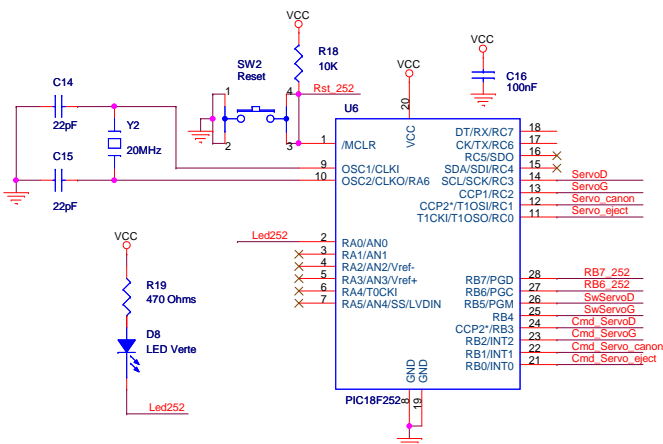 VCC
R18
10K
SW2
Reset
1
4
2
3
Rst_252
VCC
C16
100nF
C14
22pF
Y2
20MHz
C15
22pF
VCC
20
U6
1
/MCLR
9
OSC1/CLKI
10
OSC2/CLKO/RA6
VCC
DT/RX/RC7
18
CK/TX/RC6
17
RC5/SDO
16
SDA/SDI/RC4
15
SCL/SCK/RC3
14
ServoD
CCP1/RC2
13
ServoG
CCP2*/T1OSI/RC1
12
Servo_canon
T1CKI/T1OSO/RC0
11
Servo_eject
Led252
2
RA0/AN0
3
RA1/AN1
4
RA2/AN2/Vref-
5
RA3/AN3/Vref+
6
RA4/T0CKI
7
RA5/AN4/SS/LVDIN
RB7/PGD
28
RB7_252
RB6/PGC
27
RB6_252
RB5/PGM
26
SwServoD
RB4
25
SwServoG
CCP2*/RB3
24
Cmd_ServoD
RB2/INT2
23
Cmd_ServoG
RB1/INT1
22
Cmd_Servo_canon
RB0/INT0
21
Cmd_Servo_eject
GND
GND
8
19
PIC18F252
VCC
R19
470 Ohms
D8
LED Verte
Led252